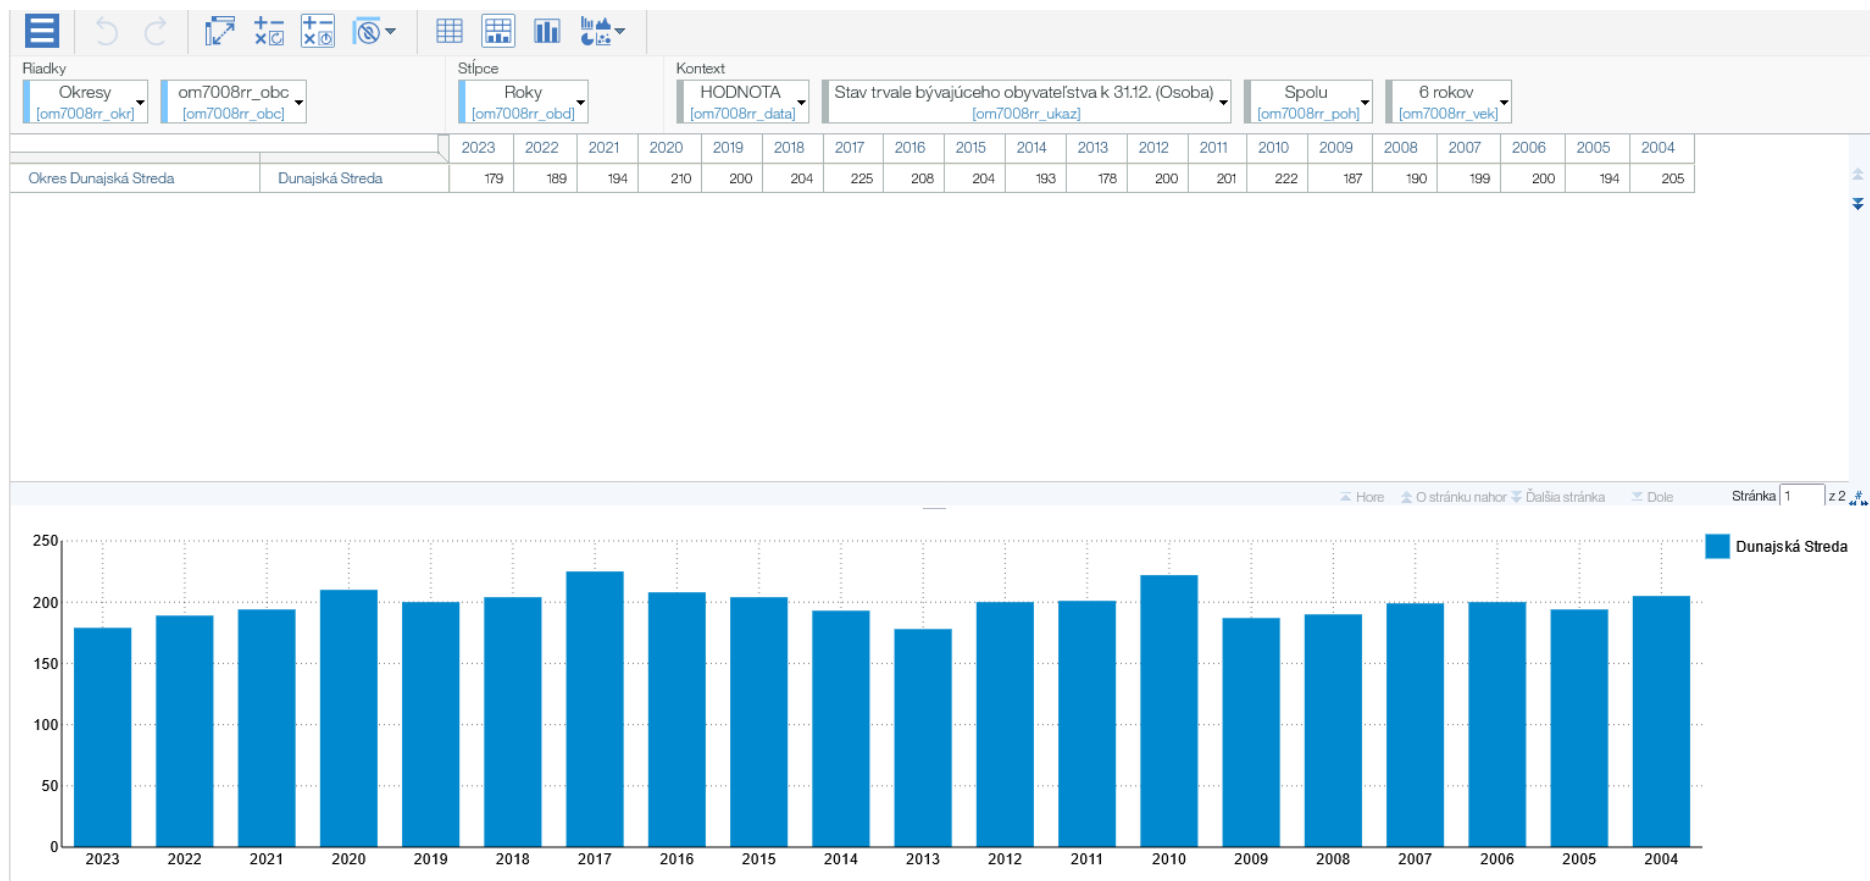 Riadky
Stĺpce
Kontext
Okresy
[om7008rr_okr]
om7008rr_obc
[om7008rr_obc]
Roky
[om7008rr_obd]
HODNOTA
[om7008rr_data]
Stav trvale bývajúceho obyvateľstva k 31.12. (Osoba)
[om7008rr_ukaz]
Spolu
[om7008rr_poh]
6 rokov
[om7008rr_vek]
2023 2022 2021 2020 2019 2018 2017 2016 2015 2014 2013 2012 2011 2010 2009 2008 2007 2006 2005 2004
Okres Dunajská Streda Dunajská Streda 179 189 194 210 200 204 225 208 204 193 178 200 201 222 187 190 199 200 194 205
Hore O stránku nahor Ďalšia stránka Dole Stránka 1 z 2 #
250
200
150
100
50
0
2023 2022 2021 2020 2019 2018 2017 2016 2015 2014 2013 2012 2011 2010 2009 2008 2007 2006 2005 2004
Dunajská Streda